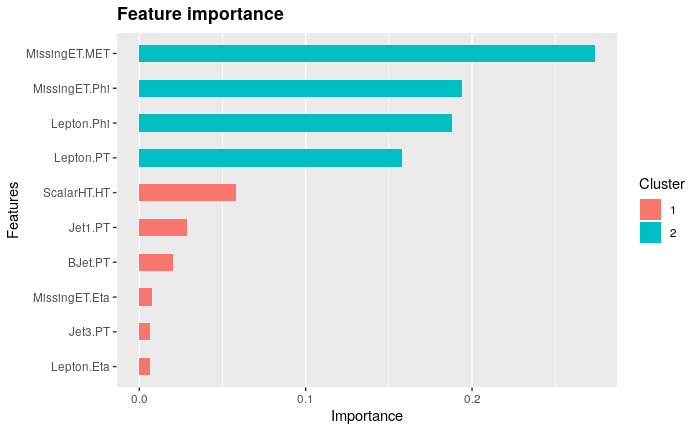 Feature importance
MissingET.MET
MissingET.Phi
Lepton.Phi
Lepton.PT
ScalarHT.HT
Jet1.PT
BJet.PT
MissingET.Eta
Jet3.PT
Lepton.Eta
Features
0.0
0.1
0.2
Importance
Cluster
1
2